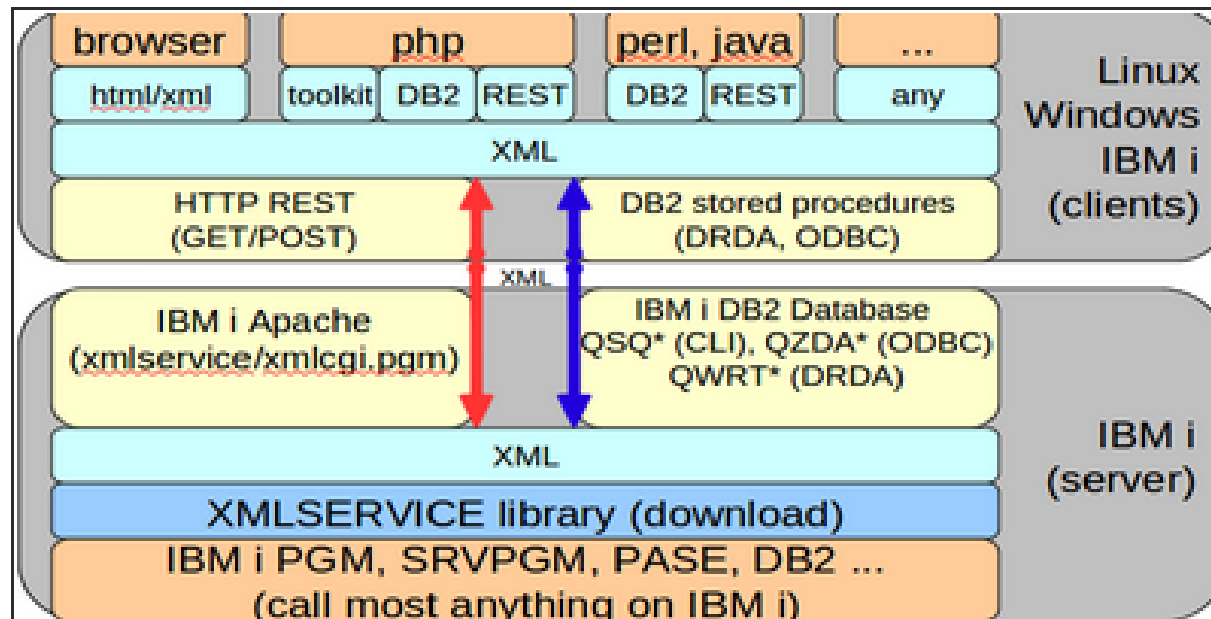 browser
php
perl, java
...
html/xml
toolkit
DB2
REST
DB2
REST
any
XML
Linux
Windows
IBM i
(clients)
HTTP REST
(GET/POST)
DB2 stored procedures
(DRDA, ODBC)
XML
IBM i Apache
(xmlservice/xmlcgi.pgm)
IBM i DB2 Database
QSQ* (CLI), QZDA* (ODBC)
QWRT* (DRDA)
IBM i
(server)
XML
XMLSERVICE library (download)
IBM i PGM, SRVPGM, PASE, DB2 ...
(call most anything on IBM i)